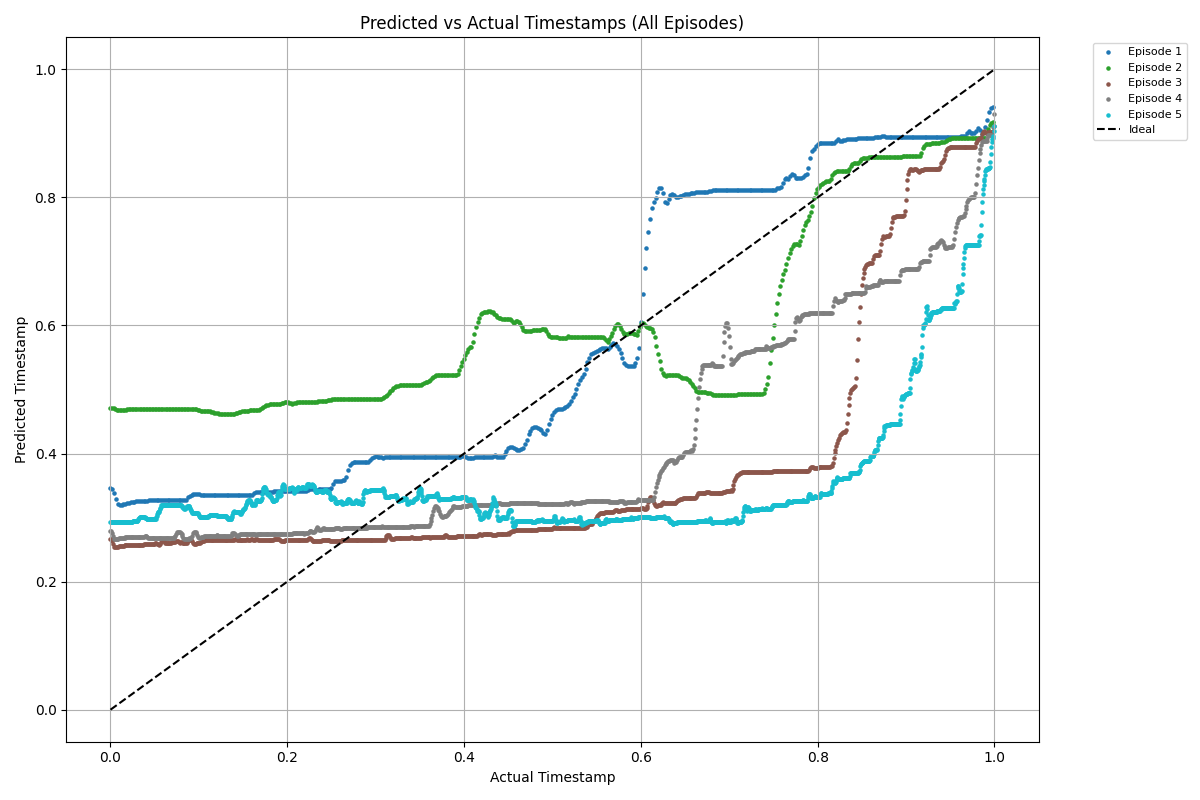 Predicted vs Actual Timestamps (All Episodes)
Predicted Timestamp
1.0
0.8
0.6
0.4
0.2
0.0
0.0 0.2 0.4 0.6 0.8 1.0
Actual Timestamp
Episode 1
Episode 2
Episode 3
Episode 4
Episode 5
Ideal